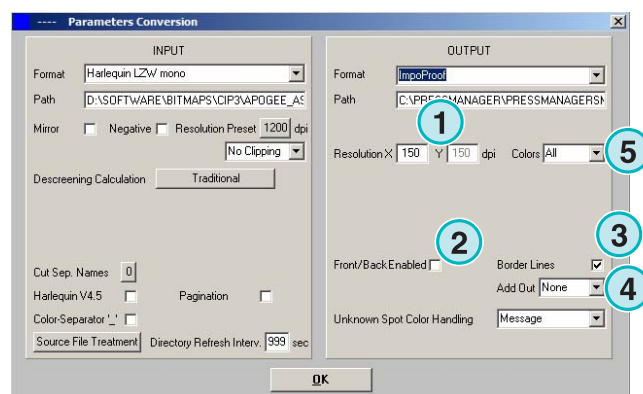 ---- Parameters Conversion
INPUT
Format Harlequin LZW mono
Path D:\SOFTWARE\BITMAPS\CIP3\APOGEE_AS
Mirror Negative Resolution Preset 1200 dpi
No Clipping
Descreening Calculation Traditional
Cut Sep. Names 0
Harlequin V4.5 Pagination
Color-Separator '_'
Source File Treatment Directory Refresh Interv. 999 sec
OUTPUT
Format ImpoProof
Path C:\PRESSMANAGER\PRESSMANAGERSN
1
Resolution X 150 Y 150 dpi Colors All 5
2 3
Front/Back Enabled Border Lines
Add Out None 4
Unknown Spot Color Handling Message
OK